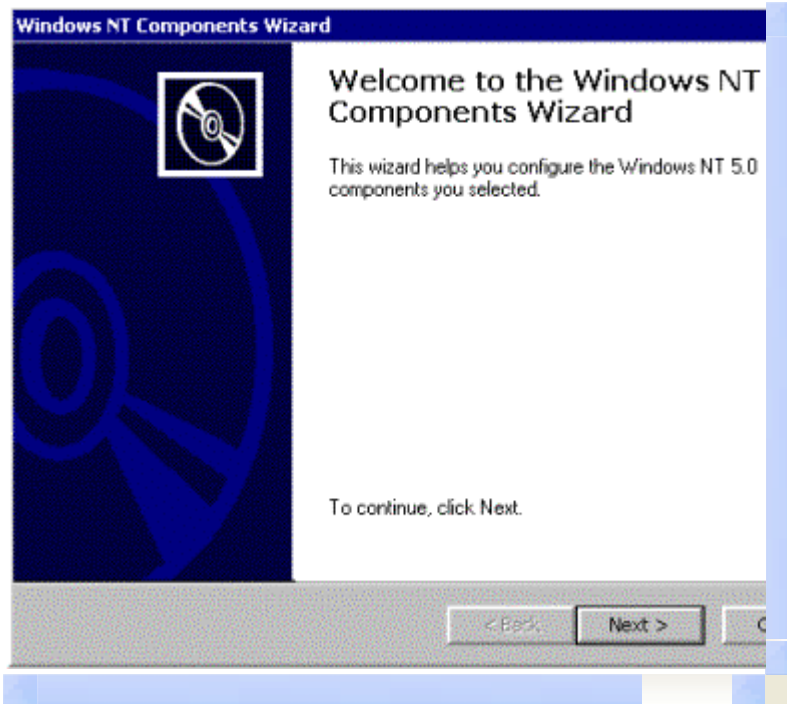 Windows NT Components Wizard
Welcome to the Windows NT
Components Wizard
This wizard helps you configure the Windows NT 5.0
components you selected.
To continue, click Next.
< Back Next >